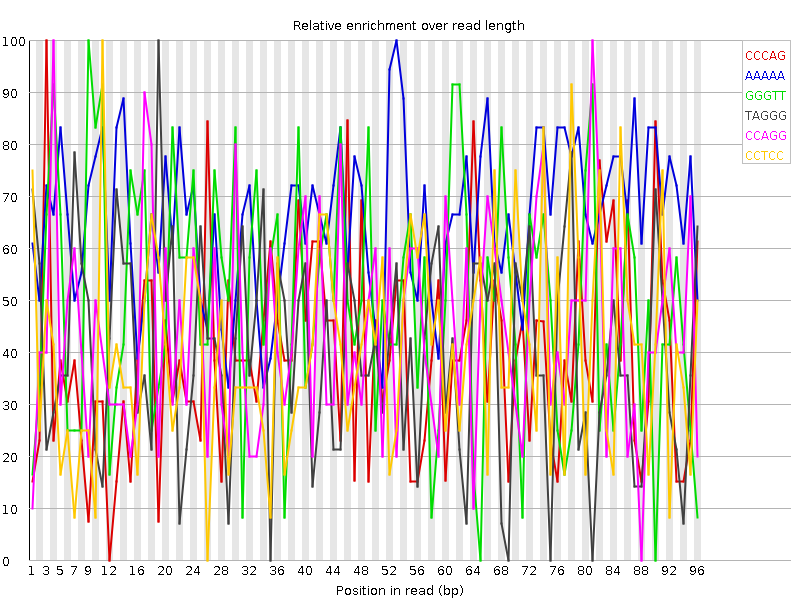 Relative enrichment over read length
100
90
80
70
60
50
40
30
20
10
0
CCCAG
AAAAA
GGGTT
TAGGG
CCAGG
CCTCC
1 3 5 7 9 12 16 20 24 28 32 36 40 44 48 52 56 60 64 68 72 76 80 84 88 92 96
Position in read (bp)